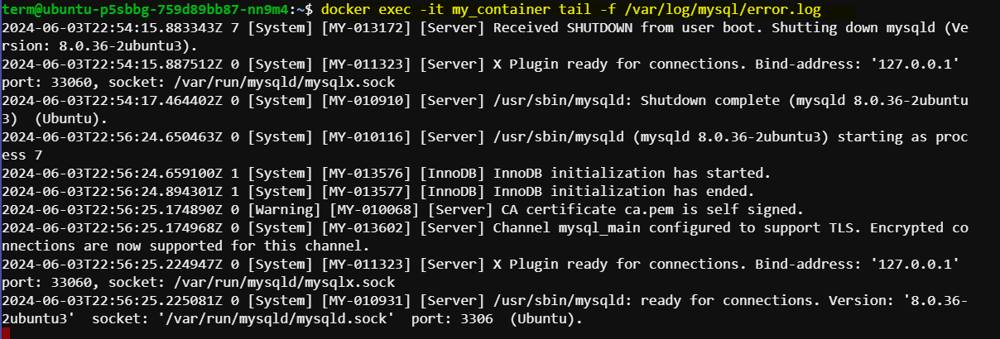 term@ubuntu-p5sbbg-759d89bb87-nn9m4:~$ docker exec -it my_container tail -f /var/log/mysql/error.log
2024-06-03T22:54:15.883343Z 7 [System] [MY-013172] [Server] Received SHUTDOWN from user boot. Shutting down mysqld (Ve
rsion: 8.0.36-2ubuntu3).
2024-06-03T22:54:15.887512Z 0 [System] [MY-011323] [Server] X Plugin ready for connections. Bind-address: '127.0.0.1'
port: 33060, socket: /var/run/mysqld/mysqlx.sock
2024-06-03T22:54:17.464402Z 0 [System] [MY-010910] [Server] /usr/sbin/mysqld: Shutdown complete (mysqld 8.0.36-2ubuntu
3)  (Ubuntu).
2024-06-03T22:56:24.650463Z 0 [System] [MY-010116] [Server] /usr/sbin/mysqld (mysqld 8.0.36-2ubuntu3) starting as proc
ess 7
2024-06-03T22:56:24.659100Z 1 [System] [MY-013576] [InnoDB] InnoDB initialization has started.
2024-06-03T22:56:24.894301Z 1 [System] [MY-013577] [InnoDB] InnoDB initialization has ended.
2024-06-03T22:56:25.174890Z 0 [Warning] [MY-010068] [Server] CA certificate ca.pem is self signed.
2024-06-03T22:56:25.174968Z 0 [System] [MY-013602] [Server] Channel mysql_main configured to support TLS. Encrypted co
nnections are now supported for this channel.
2024-06-03T22:56:25.224947Z 0 [System] [MY-011323] [Server] X Plugin ready for connections. Bind-address: '127.0.0.1'
port: 33060, socket: /var/run/mysqld/mysqlx.sock
2024-06-03T22:56:25.225081Z 0 [System] [MY-010931] [Server] /usr/sbin/mysqld: ready for connections. Version: '8.0.36-
2ubuntu3'  socket: '/var/run/mysqld/mysqld.sock'  port: 3306  (Ubuntu).